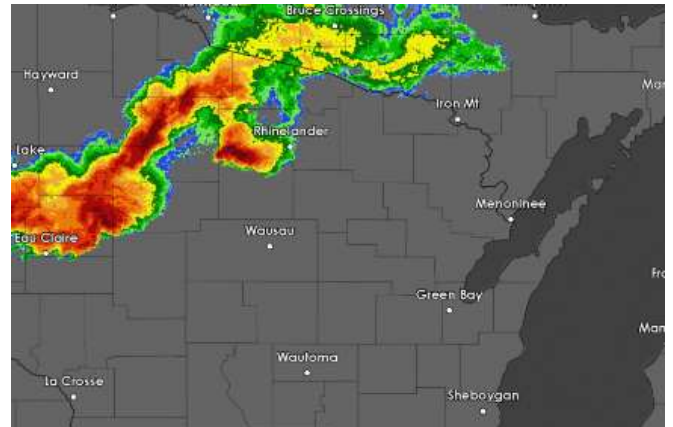 Bruce Crossings
Hayward
Iron Mt
Rhinelander
Lake
Menominee
Wausau
Eau Claire
Green Bay
Wautoma
La Crosse
Sheboygan